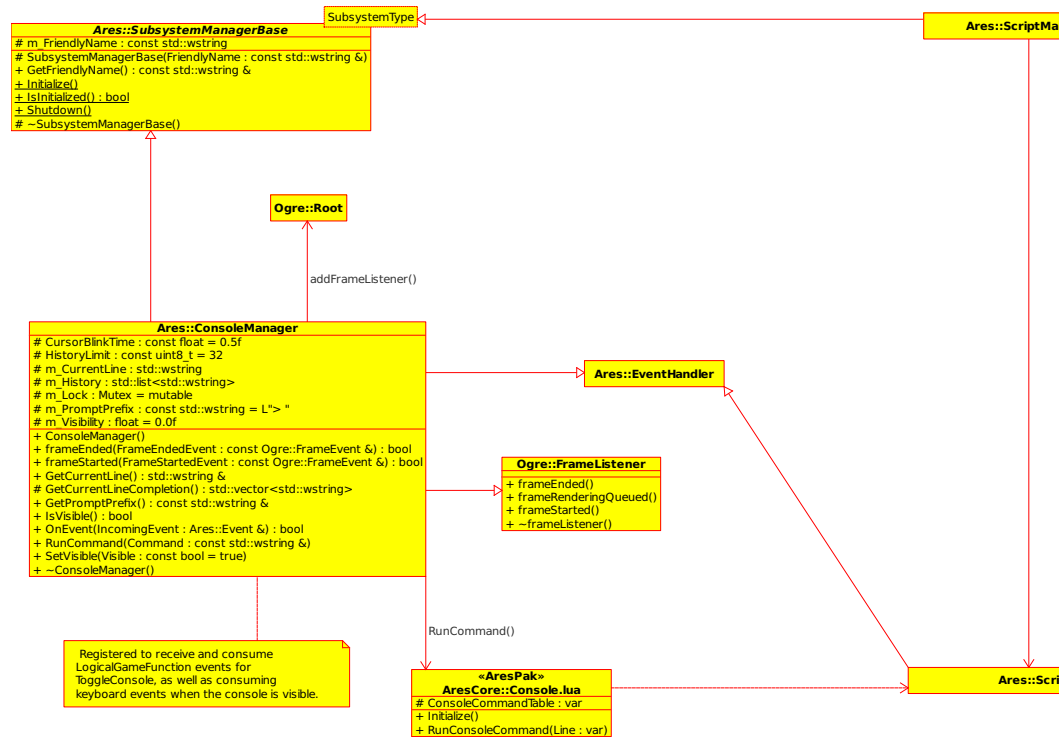 SubsystemType
Ares::SubsystemManagerBase
# m_FriendlyName : const std::wstring
# SubsystemManagerBase(FriendlyName : const std::wstring &)
+ GetFriendlyName() : const std::wstring &
+ Initialize()
+ IsInitialized() : bool
+ Shutdown()
# ~SubsystemManagerBase()
Ares::ScriptMa
Ogre::Root
addFrameListener()
Ares::ConsoleManager
# CursorBlinkTime : const float = 0.5f
# HistoryLimit : const uint8_t = 32
# m_CurrentLine : std::wstring
# m_History : std::list<std::wstring>
# m_Lock : Mutex = mutable
# m_PromptPrefix : const std::wstring = L"> "
# m_Visibility : float = 0.0f
+ ConsoleManager()
+ frameEnded(FrameEndedEvent : const Ogre::FrameEvent &) : bool
+ frameStarted(FrameStartedEvent : const Ogre::FrameEvent &) : bool
+ GetCurrentLine() : std::wstring &
# GetCurrentLineCompletion() : std::vector<std::wstring>
+ GetPromptPrefix() : const std::wstring &
+ IsVisible() : bool
+ OnEvent(IncomingEvent : Ares::Event &) : bool
+ RunCommand(Command : const std::wstring &)
+ SetVisible(Visible : const bool = true)
+ ~ConsoleManager()
Ares::EventHandler
Ogre::FrameListener
+ frameEnded()
+ frameRenderingQueued()
+ frameStarted()
+ ~frameListener()
RunCommand()
Registered to receive and consume
LogicalGameFunction events for
ToggleConsole, as well as consuming
keyboard events when the console is visible.
«AresPak»
AresCore::Console.lua
# ConsoleCommandTable : var
+ Initialize()
+ RunConsoleCommand(Line : var)
Ares::Scri